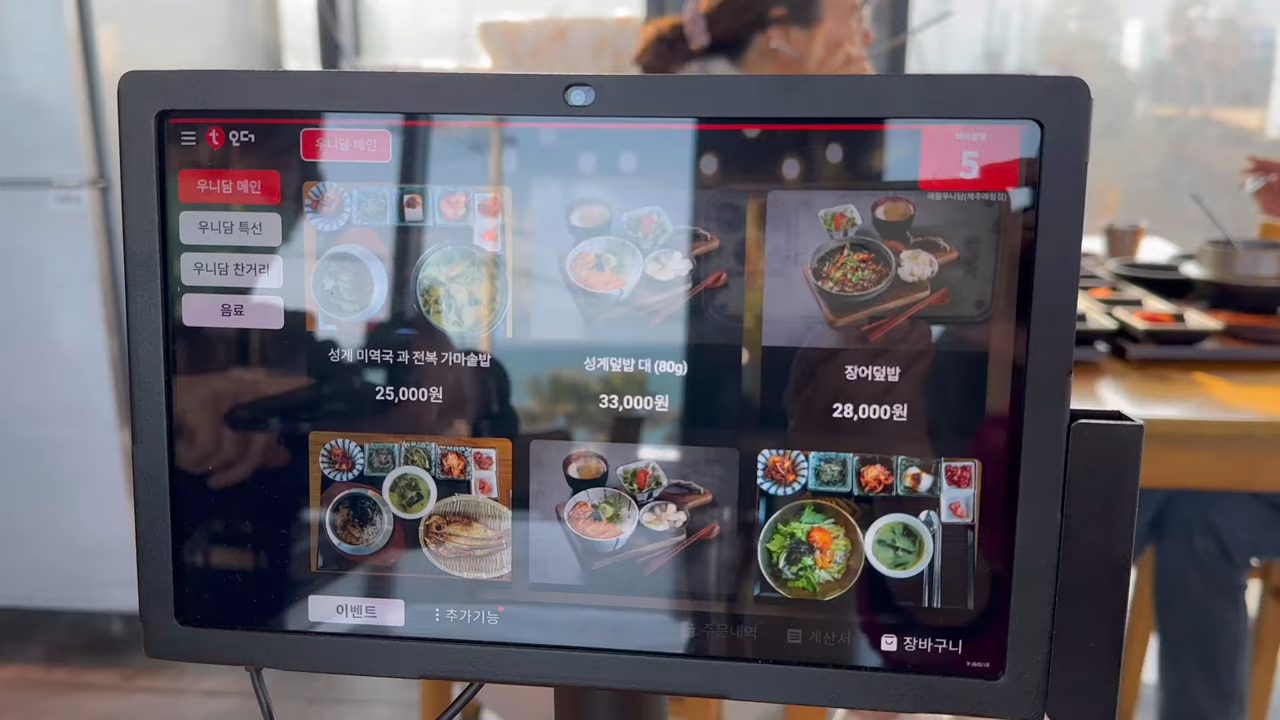 t 오더
우니담 메인
5
우니담 메인
우니담 특선
우니담 찬거리
음료
성게 미역국 과 전복 가마솥밥
25,000원
성게덮밥 대 (80g)
33,000원
장어덮밥
28,000원
이벤트
추가기능
주문내역
계산서
장바구니